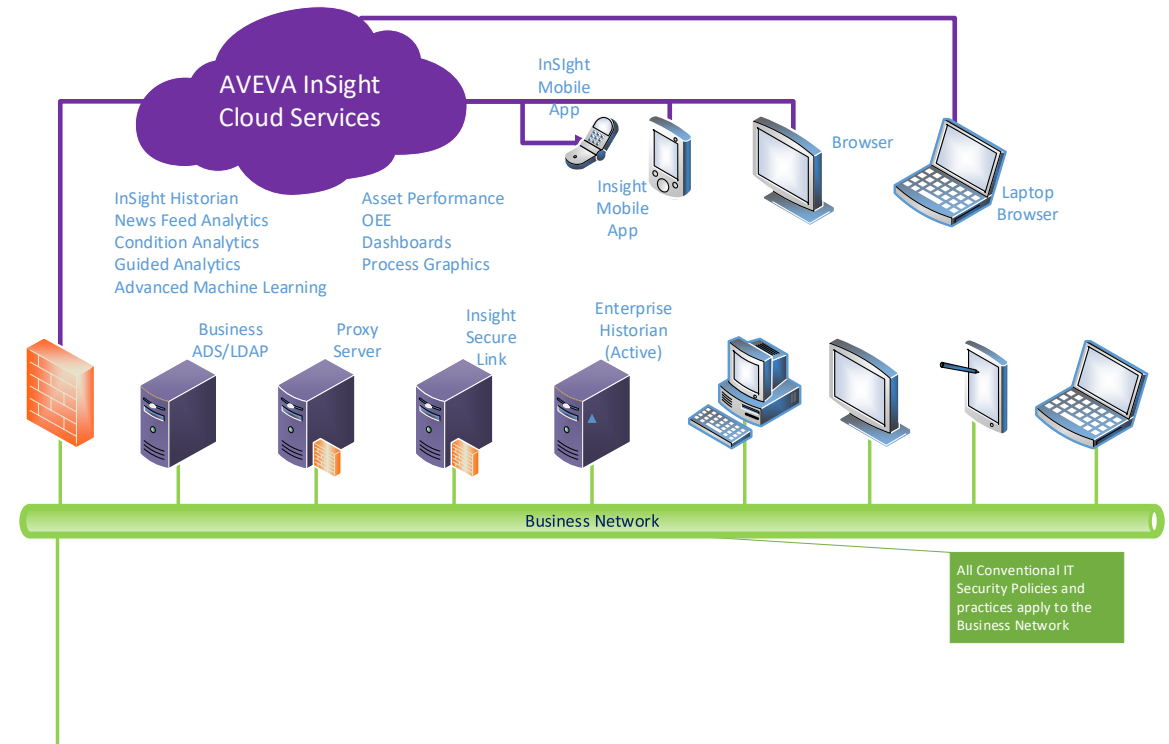 AVEVA InSight
Cloud Services
InSIght
Mobile
App
Browser
Insight
Mobile
App
Laptop
Browser
InSight Historian
News Feed Analytics
Condition Analytics
Guided Analytics
Advanced Machine Learning
Asset Performance
OEE
Dashboards
Process Graphics
Business
ADS/LDAP
Proxy
Server
Insight
Secure
Link
Enterprise
Historian
(Active)
Business Network
All Conventional IT
Security Policies and
practices apply to the
Business Network